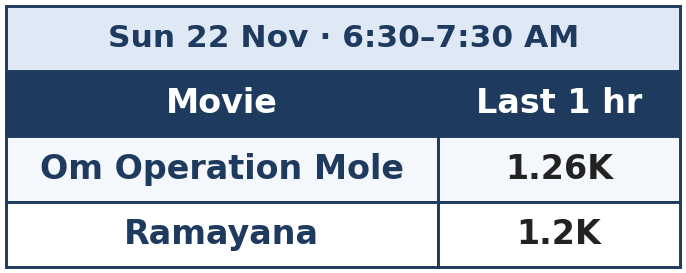 Sun 22 Nov · 6:30–7:30 AM
Movie Last 1 hr
Om Operation Mole 1.26K
Ramayana 1.2K